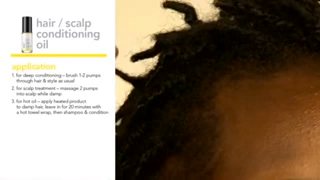 hair / scalp
conditioning
oil
application
1. for deep conditioning – brush 1-2 pumps
through hair & style as usual
2. for scalp treatment – massage 2 pumps
into scalp while damp
3. for hot oil – apply heated product
to damp hair, leave in for 20 minutes with
a hot towel wrap, then shampoo & condition